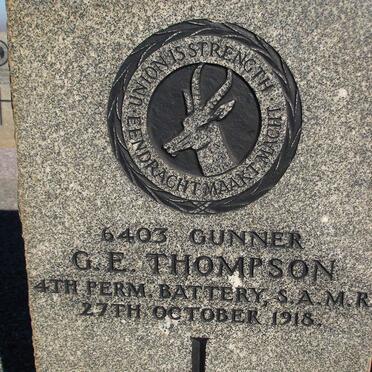 UNION IS STRENGTH
EENDRACHT MAAKT MACHT
6403 GUNNER
G. E. THOMPSON
4TH PERM. BATTERY, S.A.M.R.
27TH OCTOBER 1918.